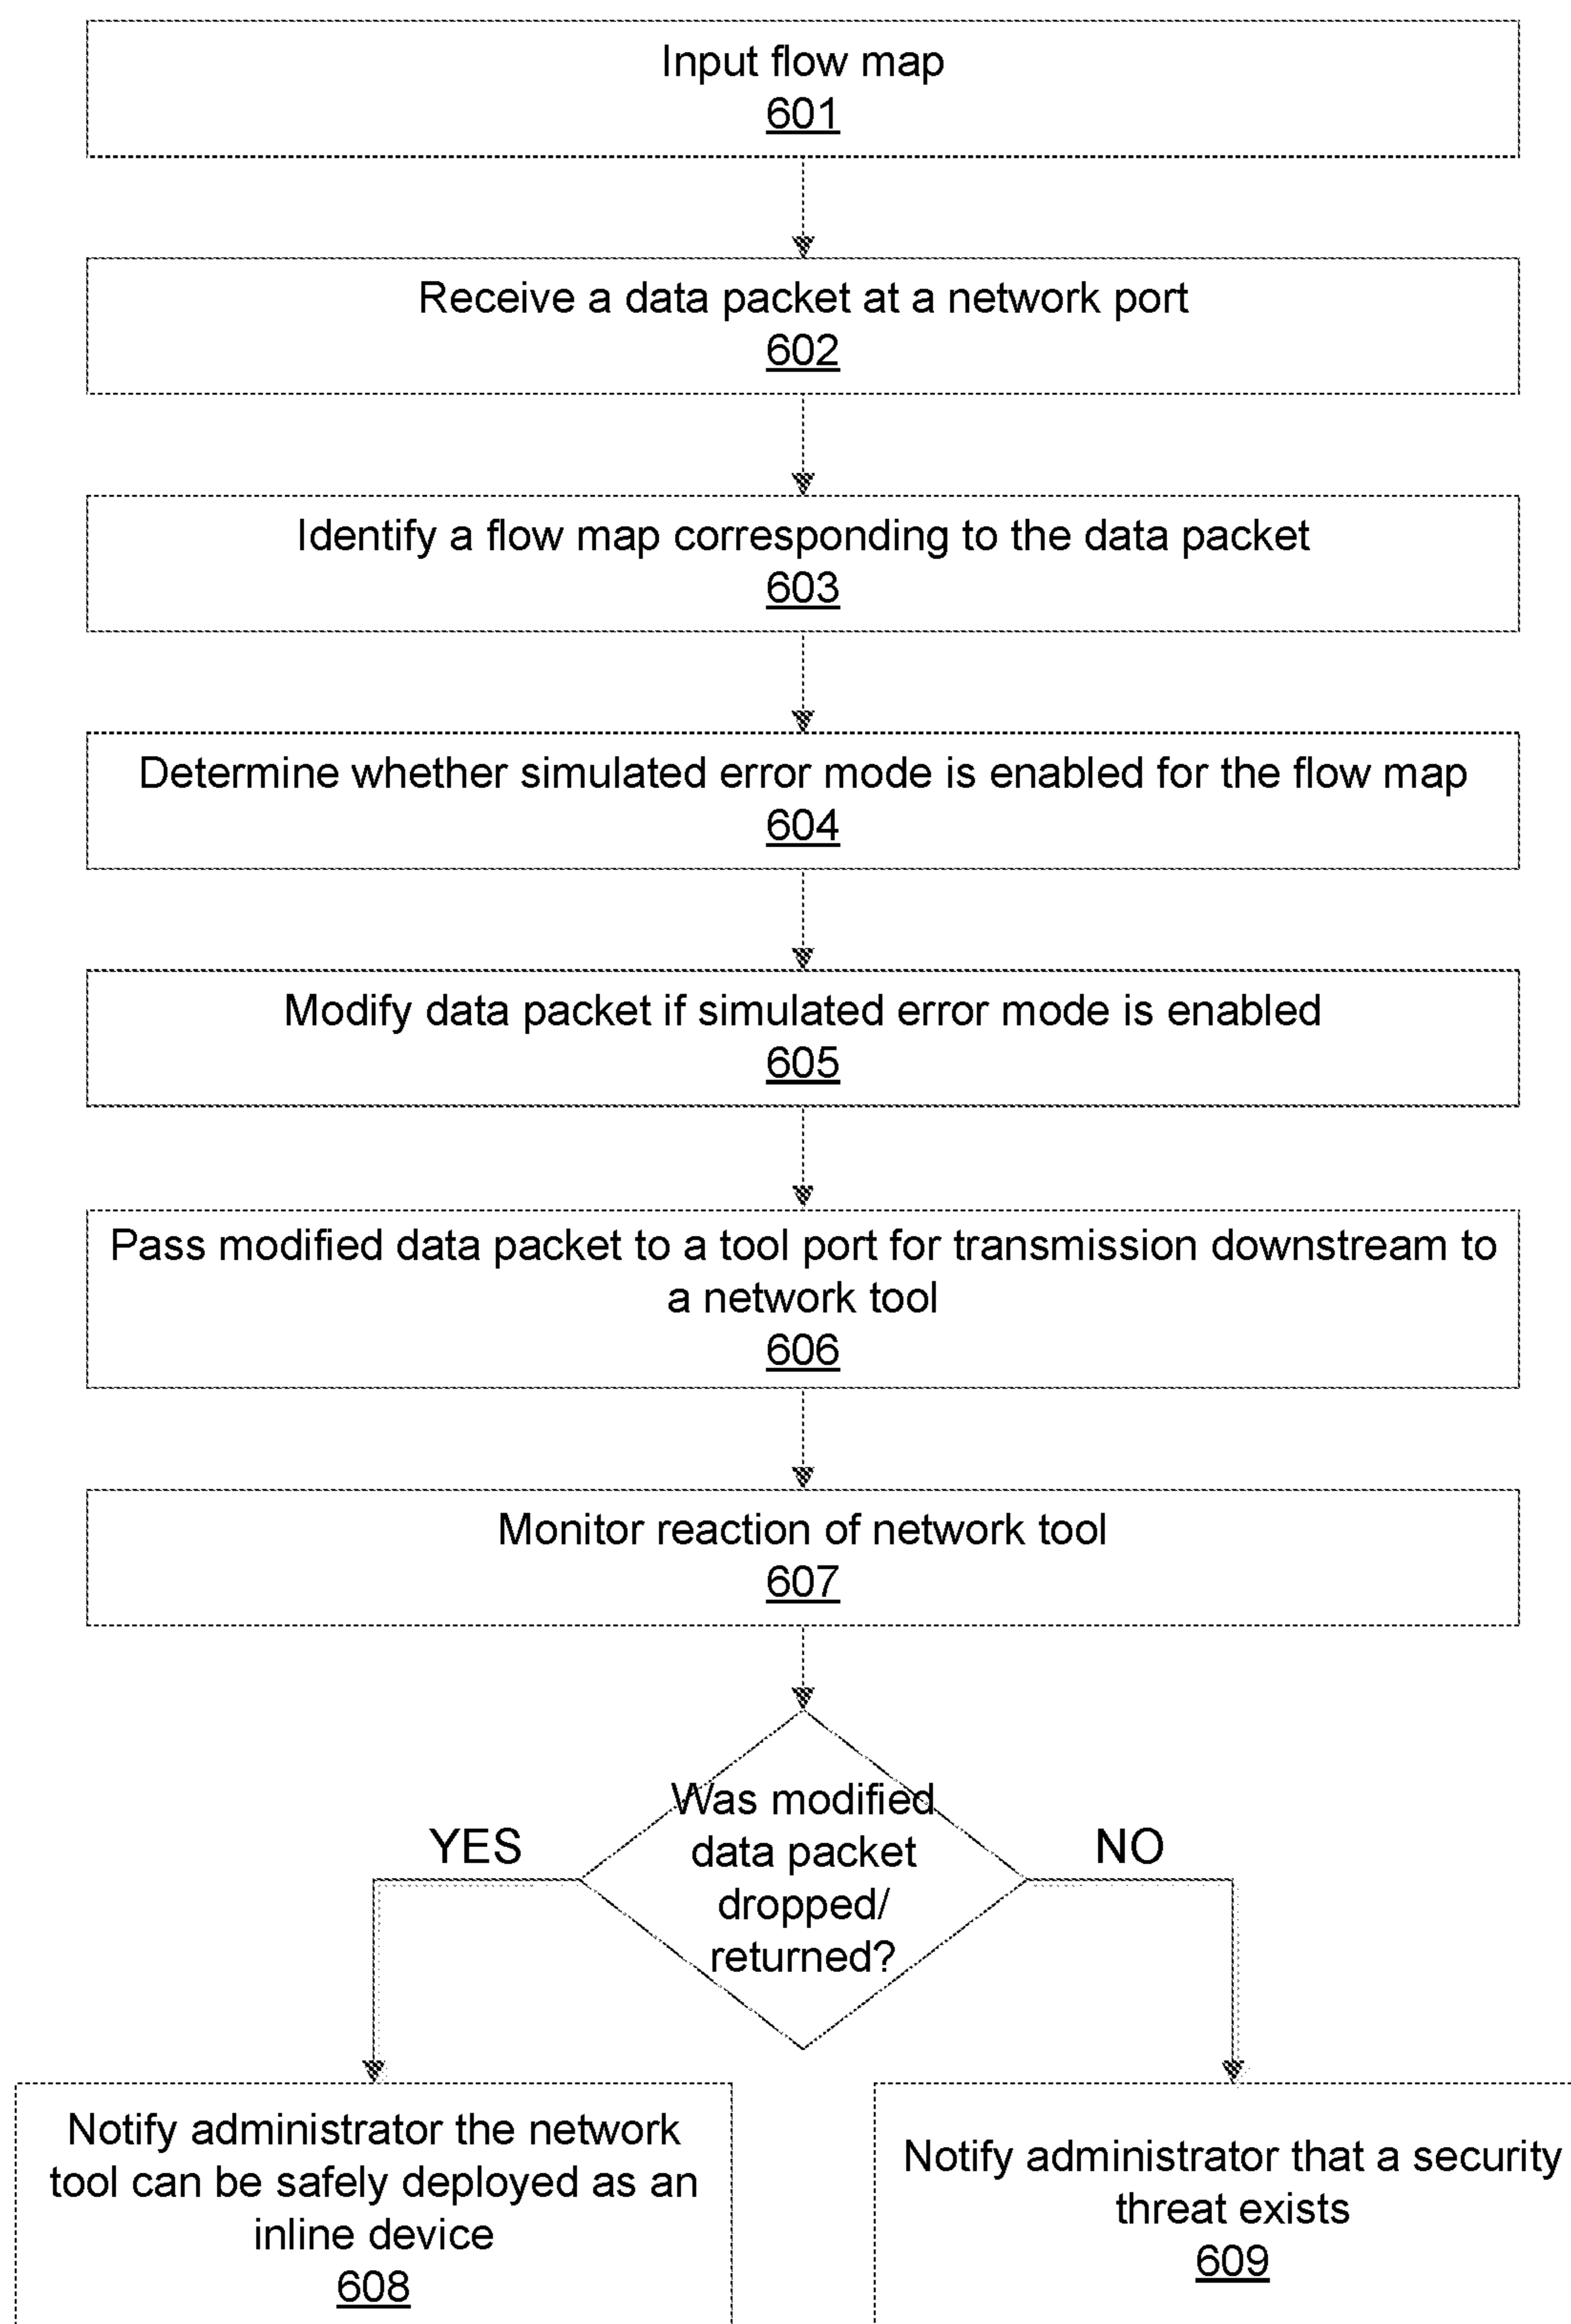 Input flow map
601
Receive a data packet at a network port
602
Identify a flow map corresponding to the data packet
603
Determine whether simulated error mode is enabled for the flow map
604
Modify data packet if simulated error mode is enabled
605
Pass modified data packet to a tool port for transmission downstream to
a network tool
606
Monitor reaction of network tool
607
Was modified
data packet
dropped/
returned?
YES
NO
Notify administrator the network
tool can be safely deployed as an
inline device
608
Notify administrator that a security
threat exists
609